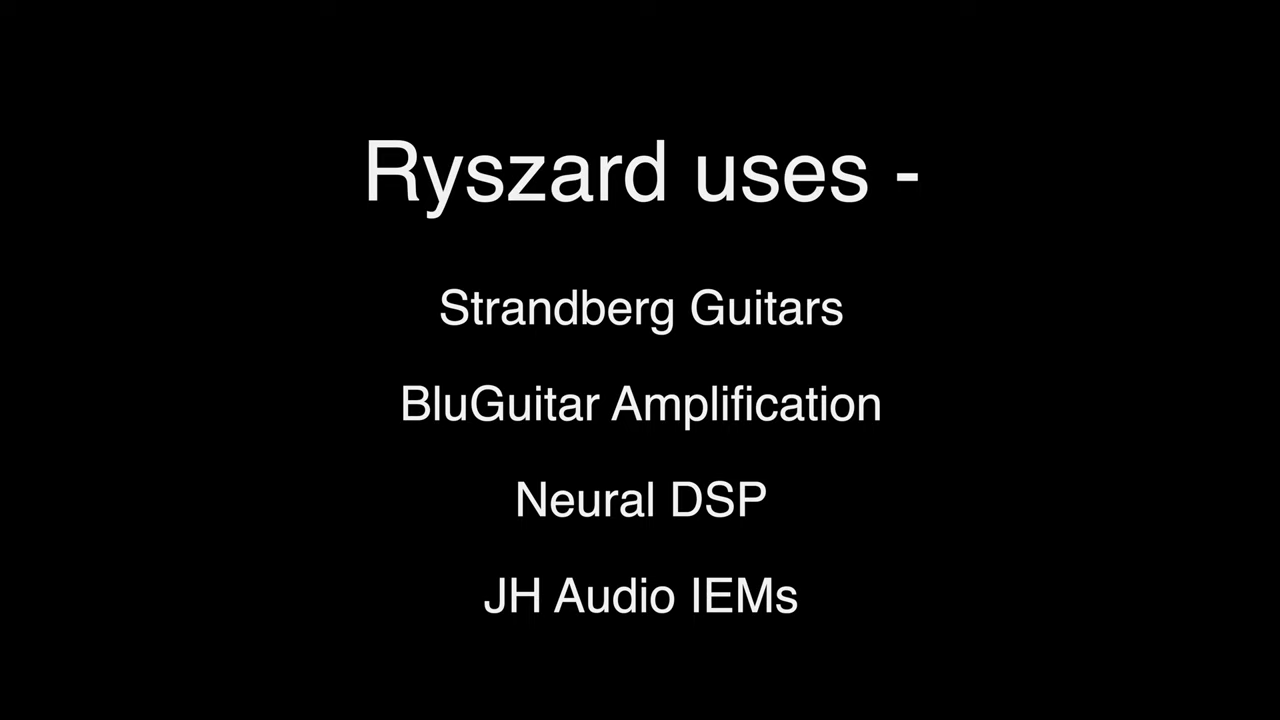 Ryszard uses -
Strandberg Guitars
BluGuitar Amplification
Neural DSP
JH Audio IEMs